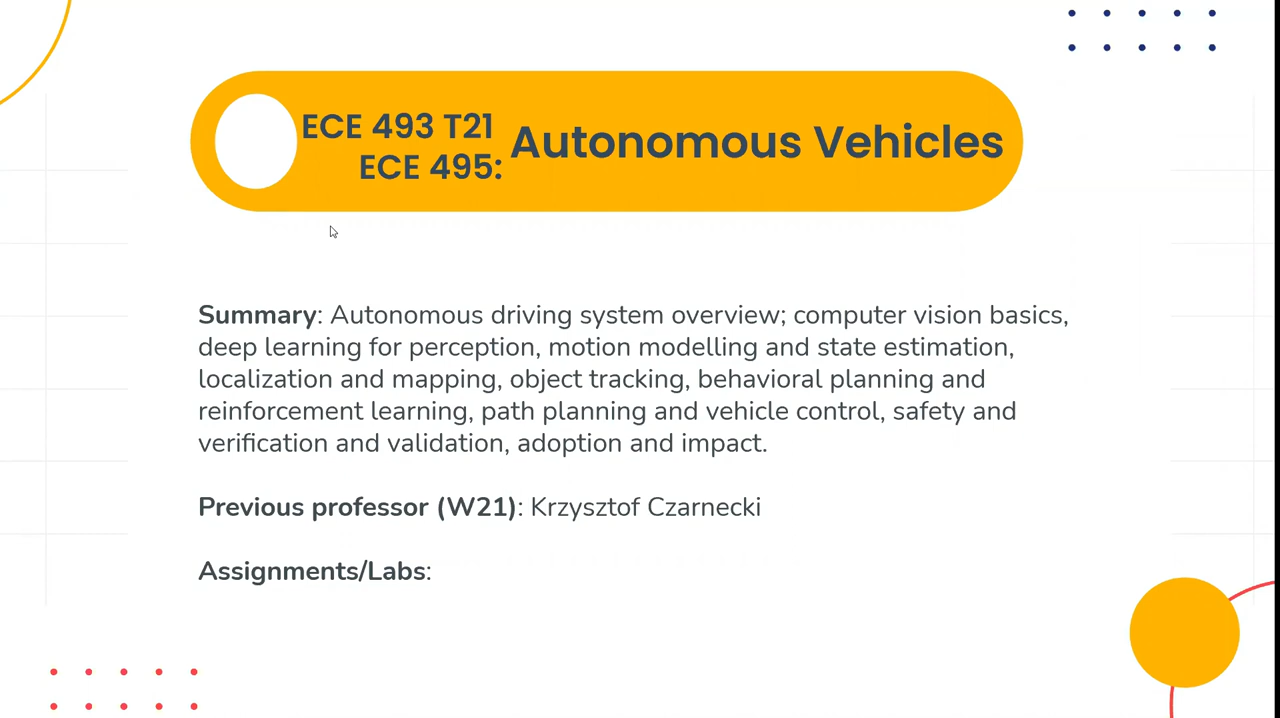 ECE 493 T21
ECE 495:
Autonomous Vehicles
Summary: Autonomous driving system overview; computer vision basics,
deep learning for perception, motion modelling and state estimation,
localization and mapping, object tracking, behavioral planning and
reinforcement learning, path planning and vehicle control, safety and
verification and validation, adoption and impact.
Previous professor (W21): Krzysztof Czarnecki
Assignments/Labs: